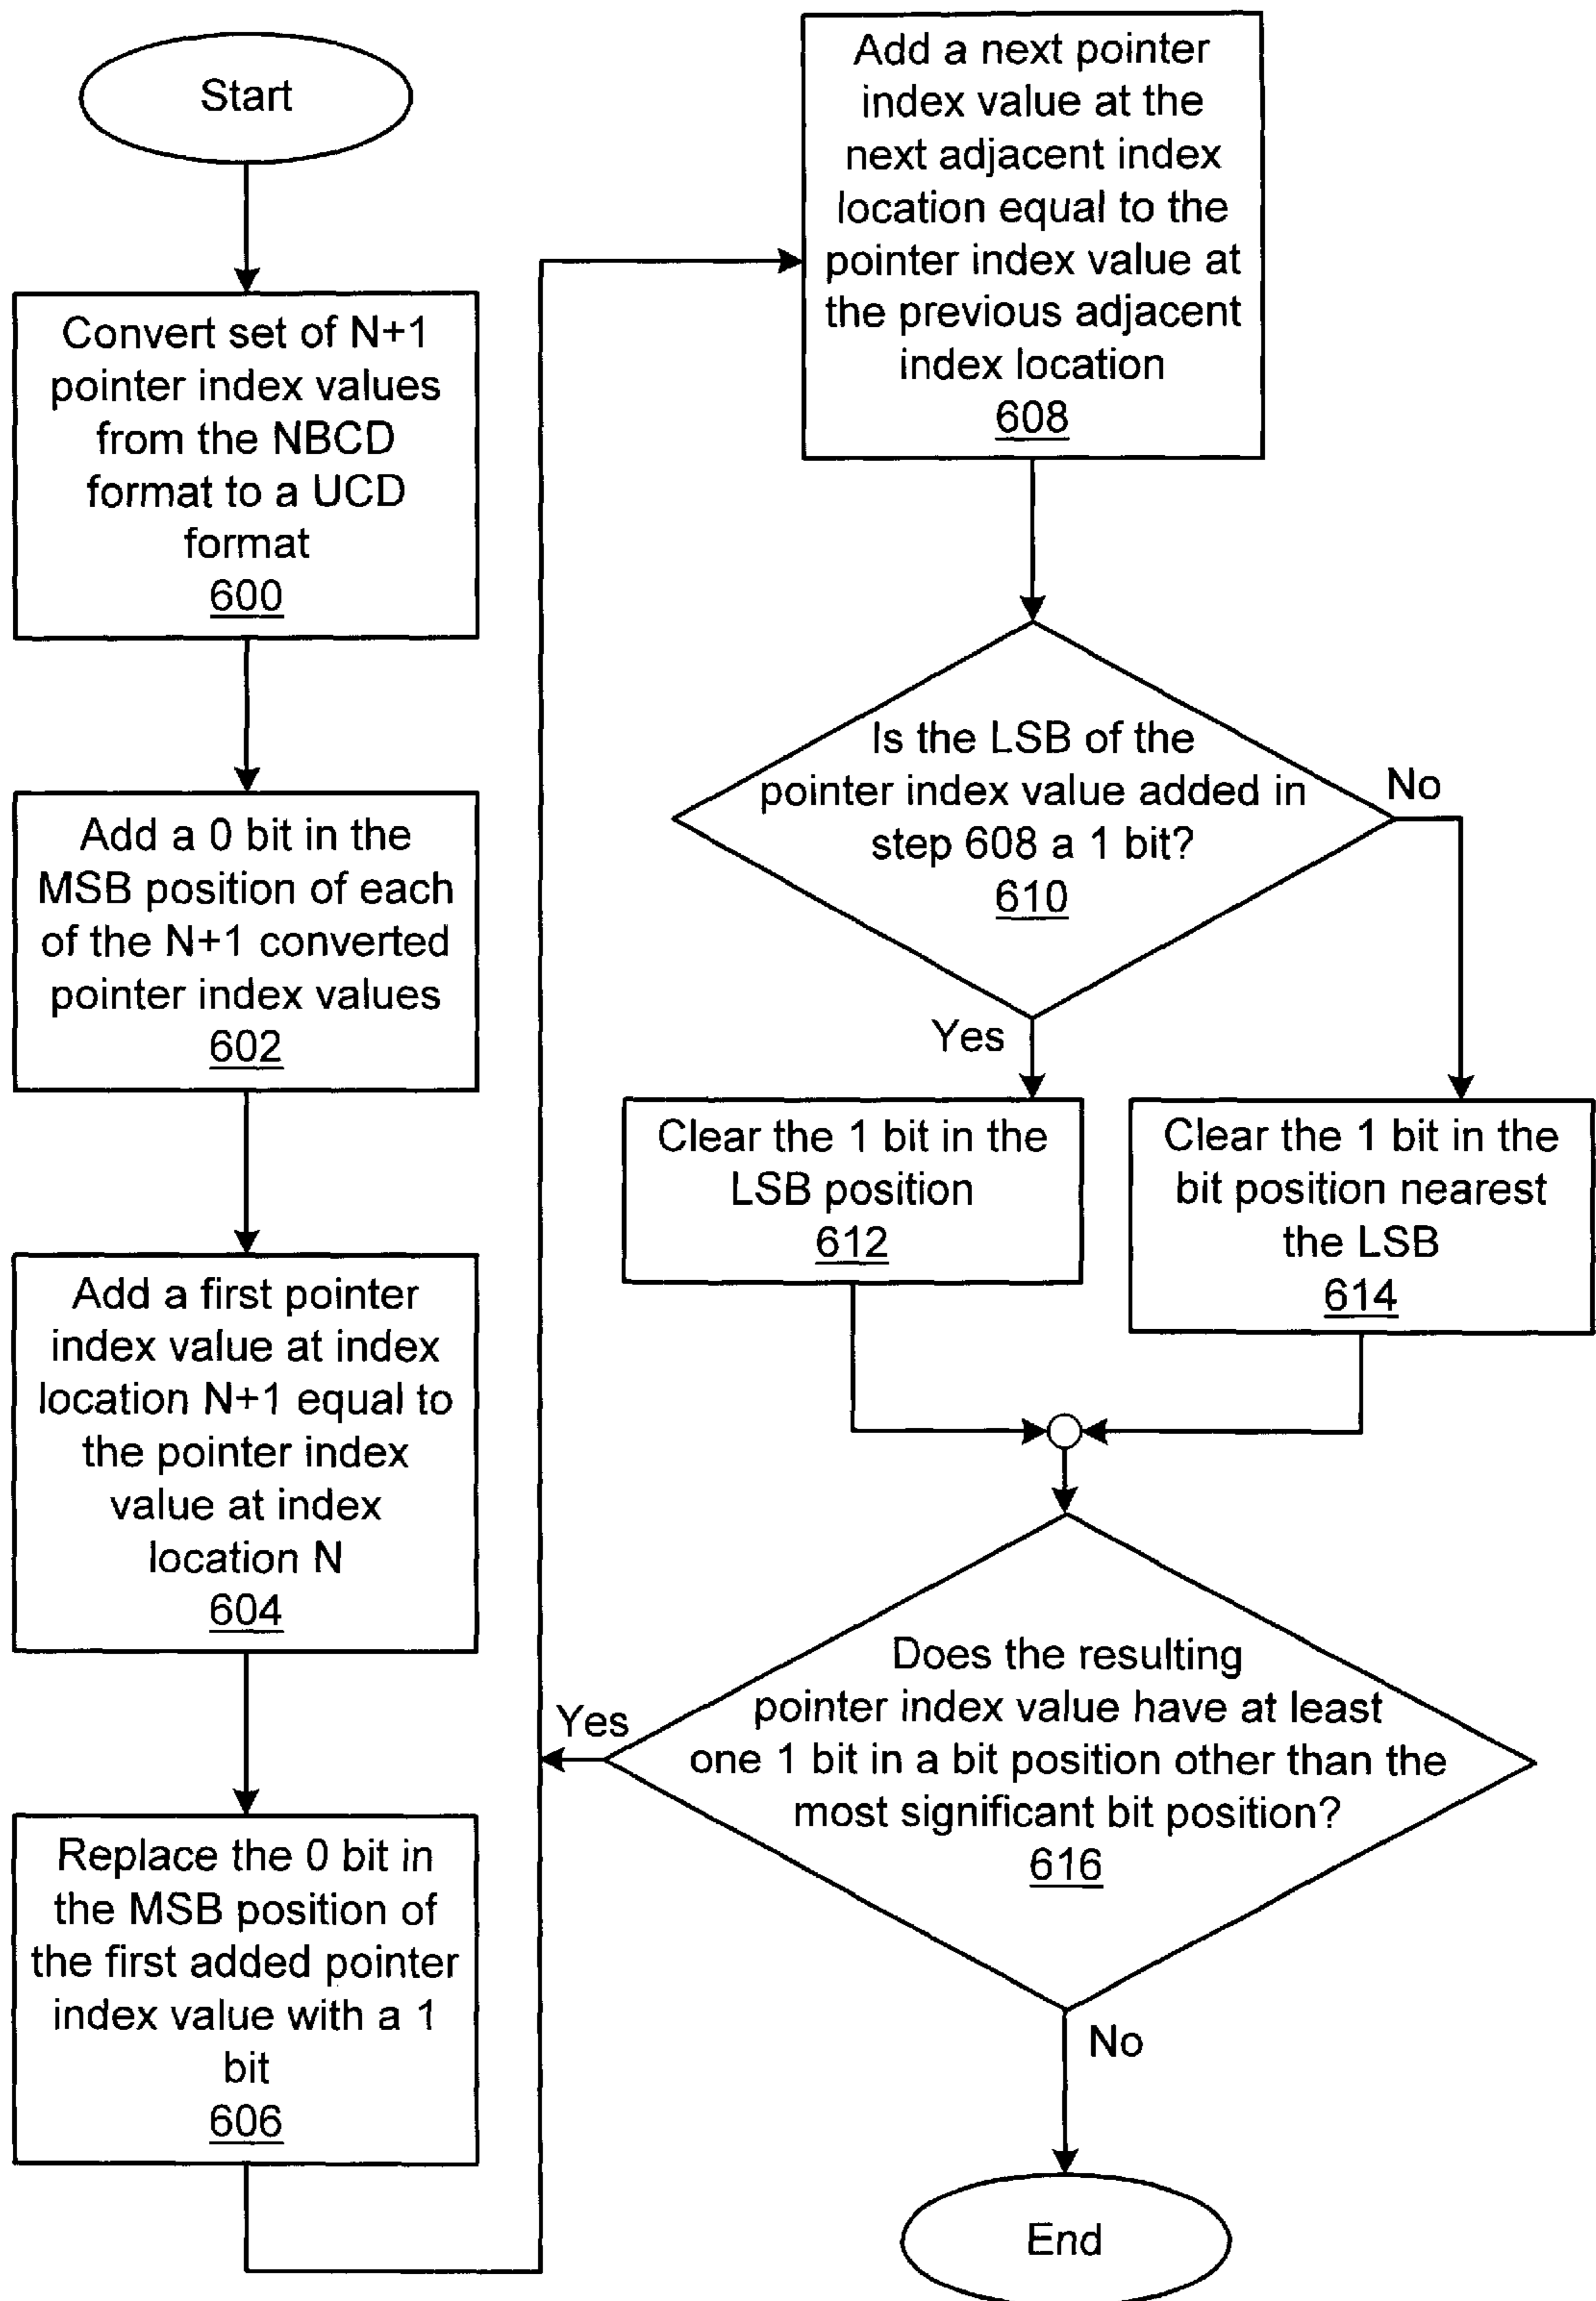 Start
Convert set of N+1
pointer index values
from the NBCD
format to a UCD
format
600
Add a 0 bit in the
MSB position of each
of the N+1 converted
pointer index values
602
Add a first pointer
index value at index
location N+1 equal to
the pointer index
value at index
location N
604
Replace the 0 bit in
the MSB position of
the first added pointer
index value with a 1
bit
606
Add a next pointer
index value at the
next adjacent index
location equal to the
pointer index value at
the previous adjacent
index location
608
Is the LSB of the
pointer index value added in
step 608 a 1 bit?
610
No
Yes
Clear the 1 bit in the
LSB position
612
Clear the 1 bit in the
bit position nearest
the LSB
614
Does the resulting
pointer index value have at least
one 1 bit in a bit position other than the
most significant bit position?
616
Yes
No
End